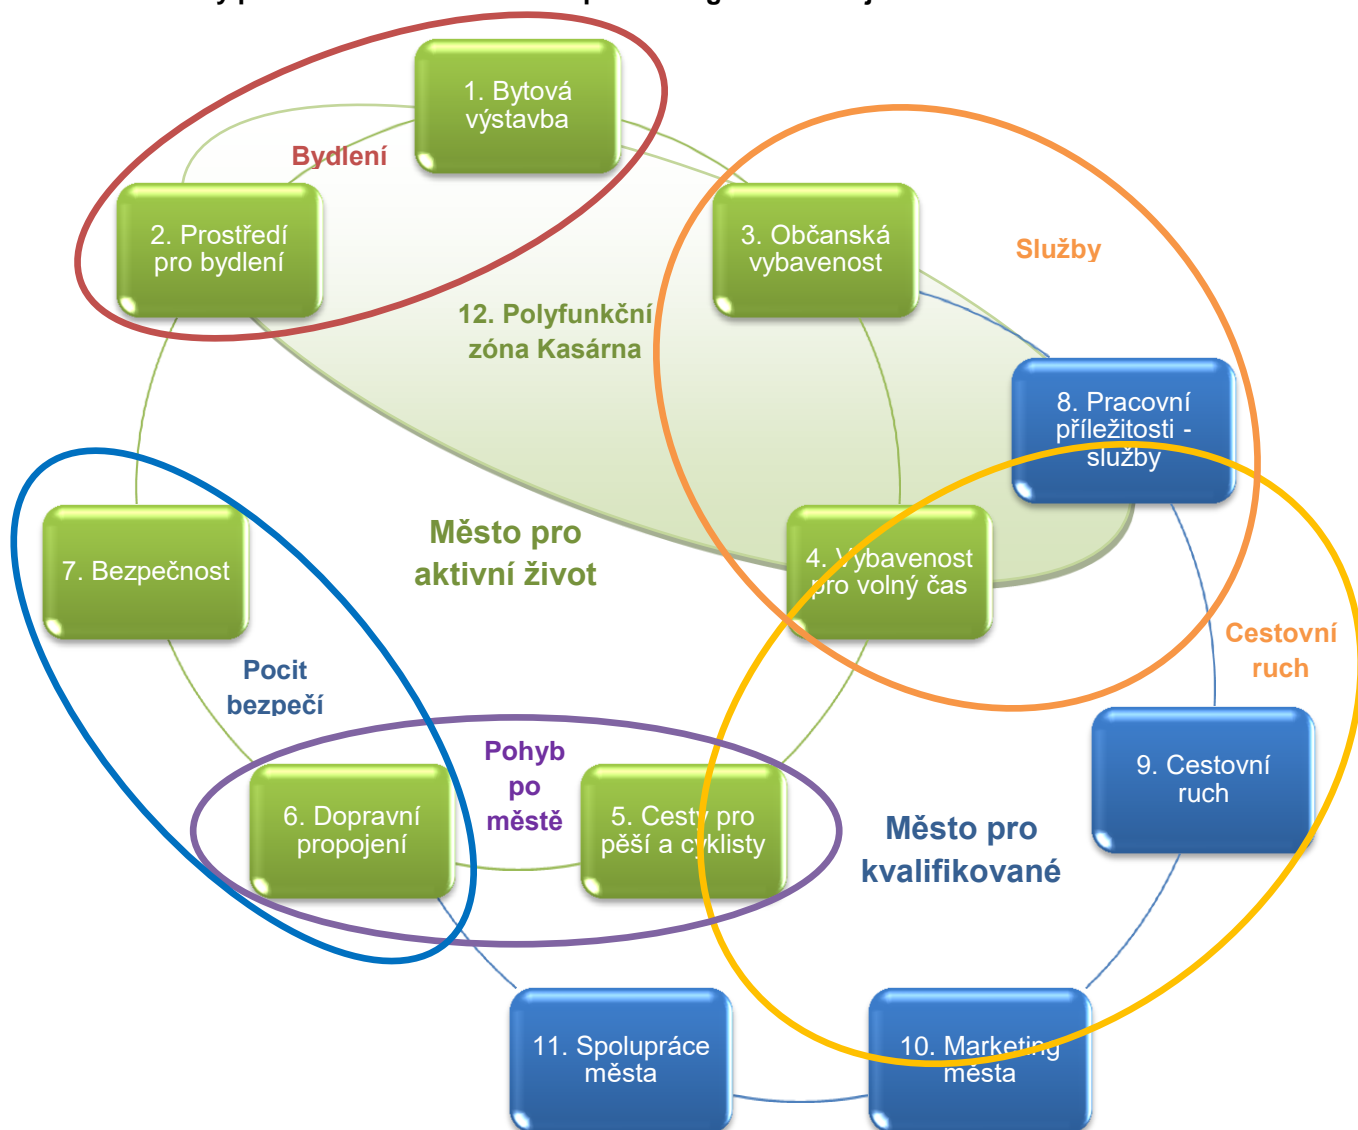 1. Bytová
výstavba
Bydlení
2. Prostředí
pro bydlení
3. Občanská
vybavenost
Služby
12. Polyfunkční
zóna Kasárna
8. Pracovní
příležitosti -
služby
Město pro
aktivní život
4. Vybavenost
pro volný čas
7. Bezpečnost
Pocit
bezpečí
Cestovní
ruch
Pohyb
po
městě
6. Dopravní
propojení
5. Cesty pro
pěší a cyklisty
9. Cestovní
ruch
Město pro
kvalifikované
11. Spolupráce
města
10. Marketing
města